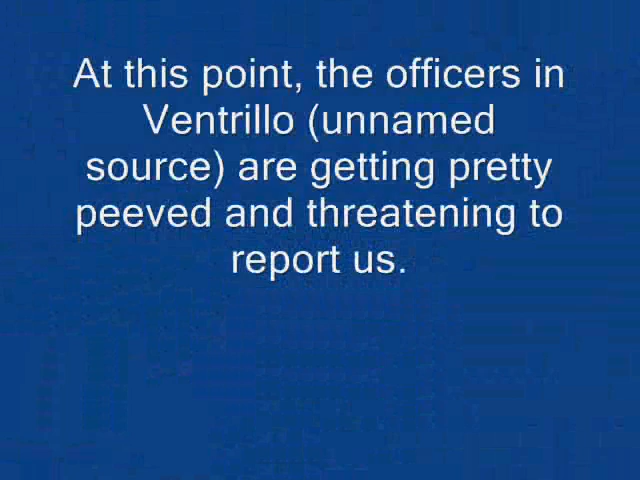 At this point, the officers in
Ventrillo (unnamed
source) are getting pretty
peeved and threatening to
report us.